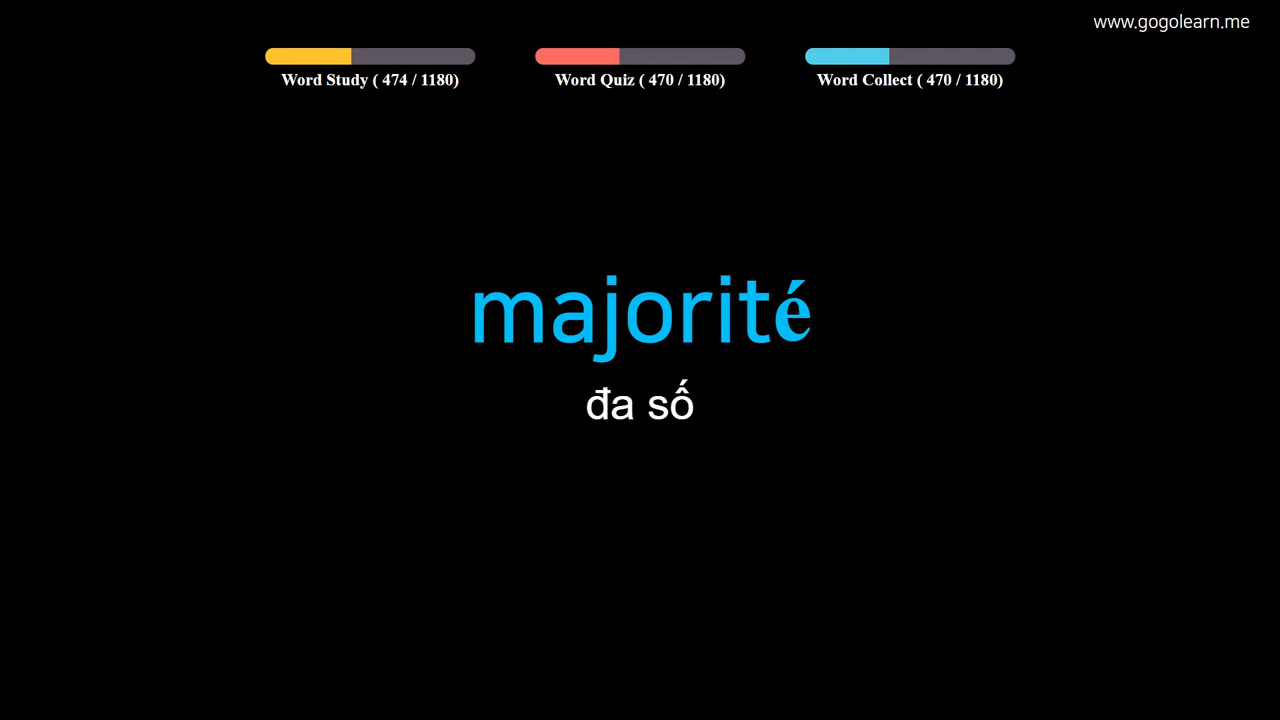 www.gogolearn.me
Word Study ( 474 / 1180)
Word Quiz ( 470 / 1180)
Word Collect ( 470 / 1180)
majorité
đa số